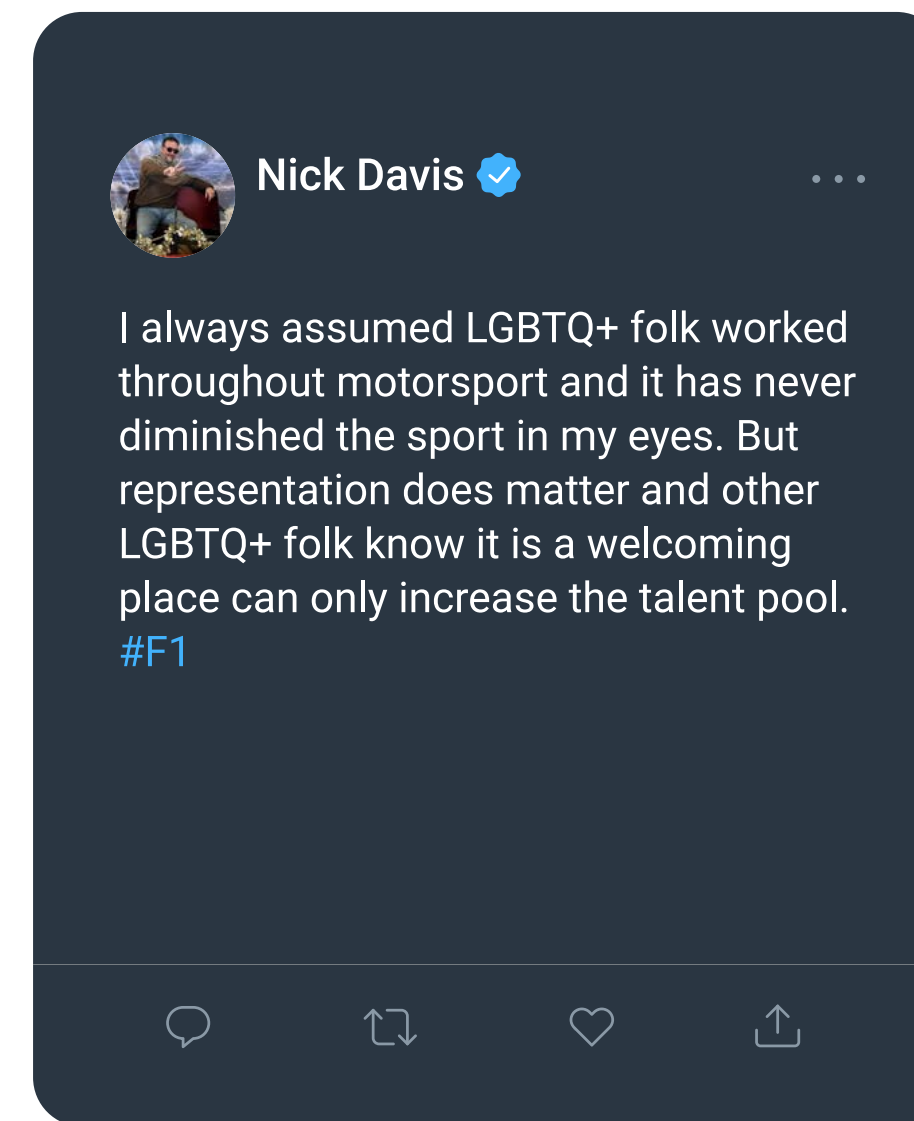 Nick Davis
I always assumed LGBTQ+ folk worked
throughout motorsport and it has never
diminished the sport in my eyes. But
representation does matter and other
LGBTQ+ folk know it is a welcoming
place can only increase the talent pool.
#F1